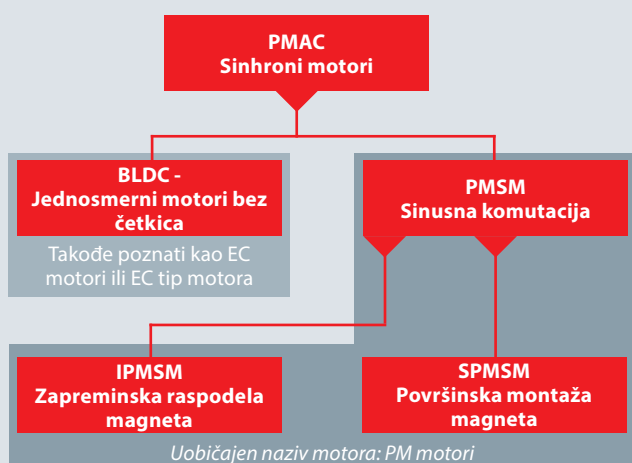 PMAC
Sinhroni motori
BLDC -
Jednosmerni motori bez
četkica
Takođe poznati kao EC
motori ili EC tip motora
PMSM
Sinusna komutacija
IPMSM
Zapreminska raspodela
magneta
SPMSM
Površinska montaža
magneta
Uobičajen naziv motora: PM motori